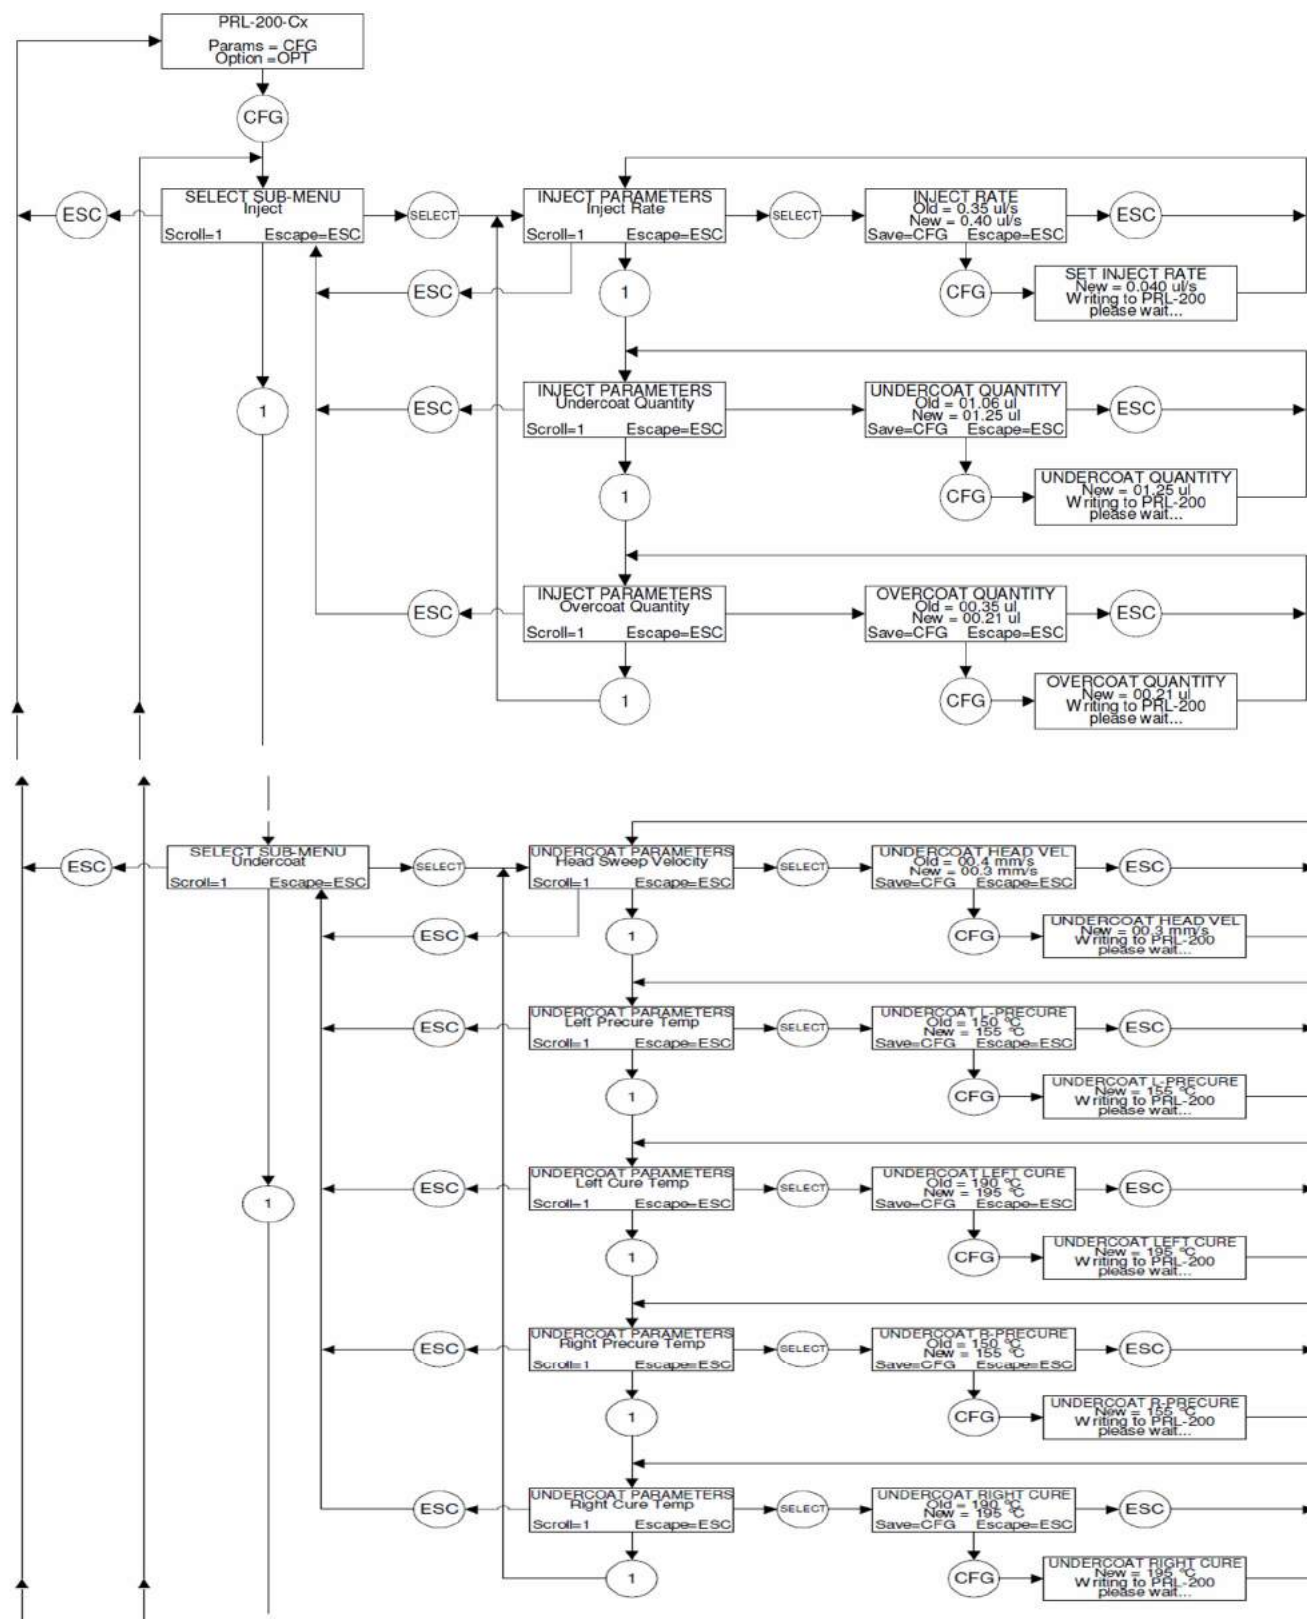 PRL-200-Cx
Params = CFG
Option =OPT
CFG
ESC
SELECT SUB-MENU
Inject
Scroll=1 Escape=ESC
SELECT
INJECT PARAMETERS
Inject Rate
Scroll=1 Escape=ESC
SELECT
INJECT RATE
Old = 0.35 ul/s
New = 0.40 ul/s
Save=CFG Escape=ESC
ESC
ESC
1
CFG
SET INJECT RATE
New = 0.040 ul/s
Writing to PRL-200
please wait...
1
ESC
INJECT PARAMETERS
Undercoat Quantity
Scroll=1 Escape=ESC
UNDERCOAT QUANTITY
Old = 01.06 ul
New = 01.25 ul
Save=CFG Escape=ESC
ESC
1
CFG
UNDERCOAT QUANTITY
New = 01.25 ul
Writing to PRL-200
please wait...
ESC
INJECT PARAMETERS
Overcoat Quantity
Scroll=1 Escape=ESC
OVERCOAT QUANTITY
Old = 00.35 ul
New = 00.21 ul
Save=CFG Escape=ESC
ESC
1
CFG
OVERCOAT QUANTITY
New = 00.21 ul
Writing to PRL-200
please wait...
ESC
SELECT SUB-MENU
Undercoat
Scroll=1 Escape=ESC
SELECT
UNDERCOAT PARAMETERS
Head Sweep Velocity
Scroll=1 Escape=ESC
SELECT
UNDERCOAT HEAD VEL
Old = 00.4 mm/s
New = 00.3 mm/s
Save=CFG Escape=ESC
ESC
ESC
1
CFG
UNDERCOAT HEAD VEL
New = 00.3 mm/s
Writing to PRL-200
please wait...
ESC
UNDERCOAT PARAMETERS
Left Precure Temp
Scroll=1 Escape=ESC
SELECT
UNDERCOAT L-PRECURE
Old = 150 °C
New = 155 °C
Save=CFG Escape=ESC
ESC
1
CFG
UNDERCOAT L-PRECURE
New = 155 °C
Writing to PRL-200
please wait...
1
ESC
UNDERCOAT PARAMETERS
Left Cure Temp
Scroll=1 Escape=ESC
SELECT
UNDERCOAT LEFT CURE
Old = 190 °C
New = 195 °C
Save=CFG Escape=ESC
ESC
1
CFG
UNDERCOAT LEFT CURE
New = 195 °C
Writing to PRL-200
please wait...
ESC
UNDERCOAT PARAMETERS
Right Precure Temp
Scroll=1 Escape=ESC
SELECT
UNDERCOAT R-PRECURE
Old = 150 °C
New = 155 °C
Save=CFG Escape=ESC
ESC
1
CFG
UNDERCOAT R-PRECURE
New = 155 °C
Writing to PRL-200
please wait...
ESC
UNDERCOAT PARAMETERS
Right Cure Temp
Scroll=1 Escape=ESC
SELECT
UNDERCOAT RIGHT CURE
Old = 190 °C
New = 195 °C
Save=CFG Escape=ESC
ESC
1
CFG
UNDERCOAT RIGHT CURE
New = 195 °C
Writing to PRL-200
please wait...